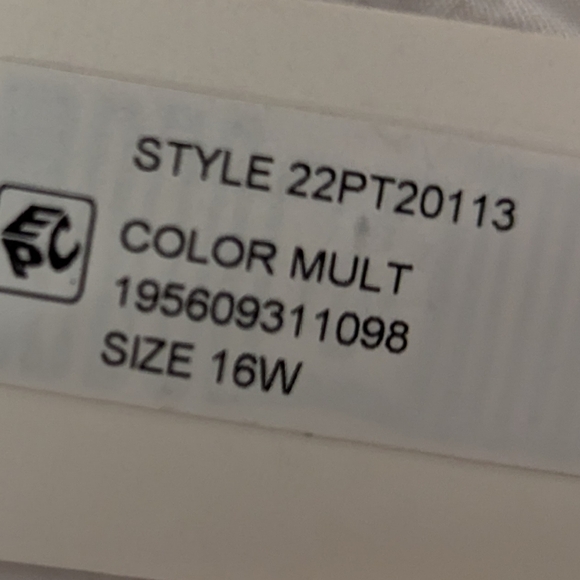 STYLE 22PT20113
EPC
COLOR MULT
195609311098
SIZE 16W